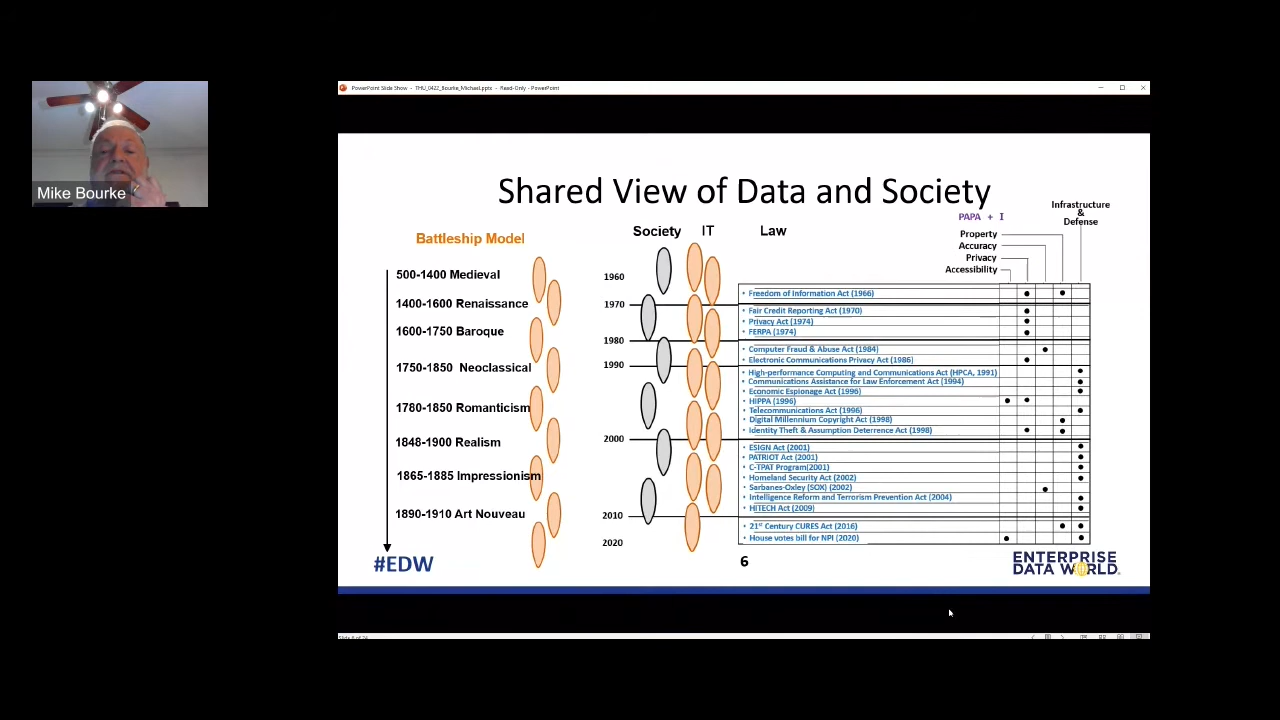 PowerPoint Slide Show - THU_0422_Bourke_Michael.pptx - Read-Only - PowerPoint
Mike Bourke
Shared View of Data and Society
Battleship Model
500-1400 Medieval
1400-1600 Renaissance
1600-1750 Baroque
1750-1850 Neoclassical
1780-1850 Romanticism
1848-1900 Realism
1865-1885 Impressionism
1890-1910 Art Nouveau
Society IT Law
1960
1970
1980
1990
2000
2010
2020
PAPA + I
Property
Accuracy
Privacy
Accessibility
Infrastructure
&
Defense
• Freedom of Information Act (1966)
• Fair Credit Reporting Act (1970)
• Privacy Act (1974)
• FERPA (1974)
• Computer Fraud & Abuse Act (1984)
• Electronic Communications Privacy Act (1986)
• High-performance Computing and Communications Act (HPCA, 1991)
• Communications Assistance for Law Enforcement Act (1994)
• Economic Espionage Act (1996)
• HIPPA (1996)
• Telecommunications Act (1996)
• Digital Millennium Copyright Act (1998)
• Identity Theft & Assumption Deterrence Act (1998)
• ESIGN Act (2001)
• PATRIOT Act (2001)
• C-TPAT Program(2001)
• Homeland Security Act (2002)
• Sarbanes-Oxley (SOX) (2002)
• Intelligence Reform and Terrorism Prevention Act (2004)
• HITECH Act (2009)
• 21st Century CURES Act (2016)
• House votes bill for NPI (2020)
#EDW
6
ENTERPRISE
DATA WORLD